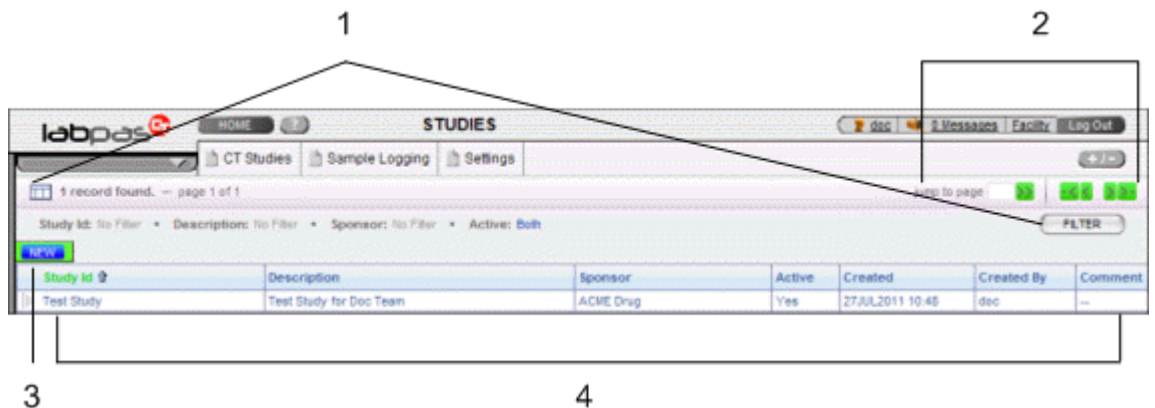 1 2
labpas CT HOME ? STUDIES doc 0 Messages Facility Log Out
CT Studies Sample Logging Settings + / -
1 record found. — page 1 of 1 Jump to page >> -<< < > >>-
Study Id: No Filter • Description: No Filter • Sponsor: No Filter • Active: Both FILTER
NEW
Study Id Description Sponsor Active Created Created By Comment
Test Study Test Study for Doc Team ACME Drug Yes 27JUL2011 10:46 doc --
3 4